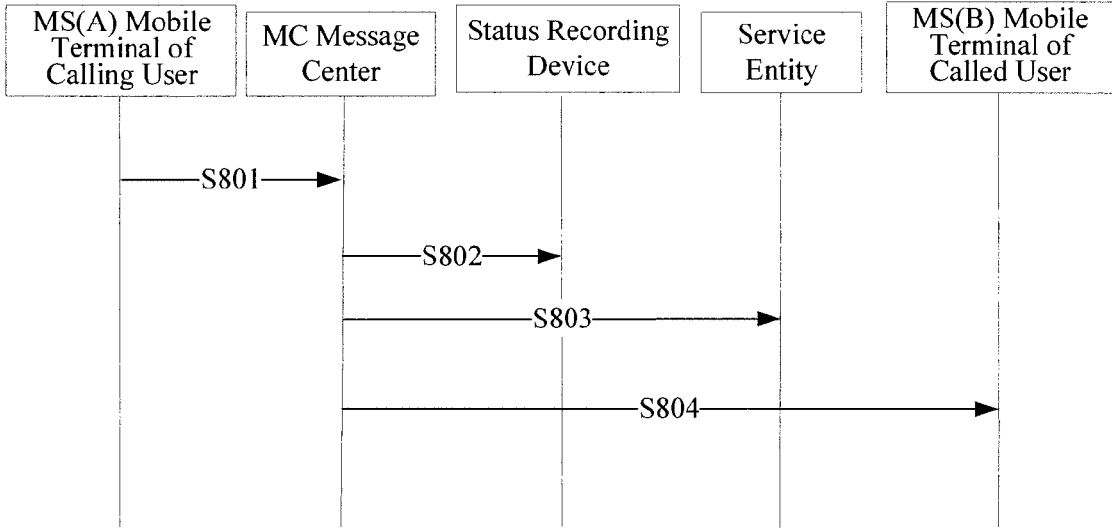 MS(A) Mobile
Terminal of
Calling User
MC Message
Center
Status Recording
Device
Service
Entity
MS(B) Mobile
Terminal of
Called User
S801
S802
S803
S804